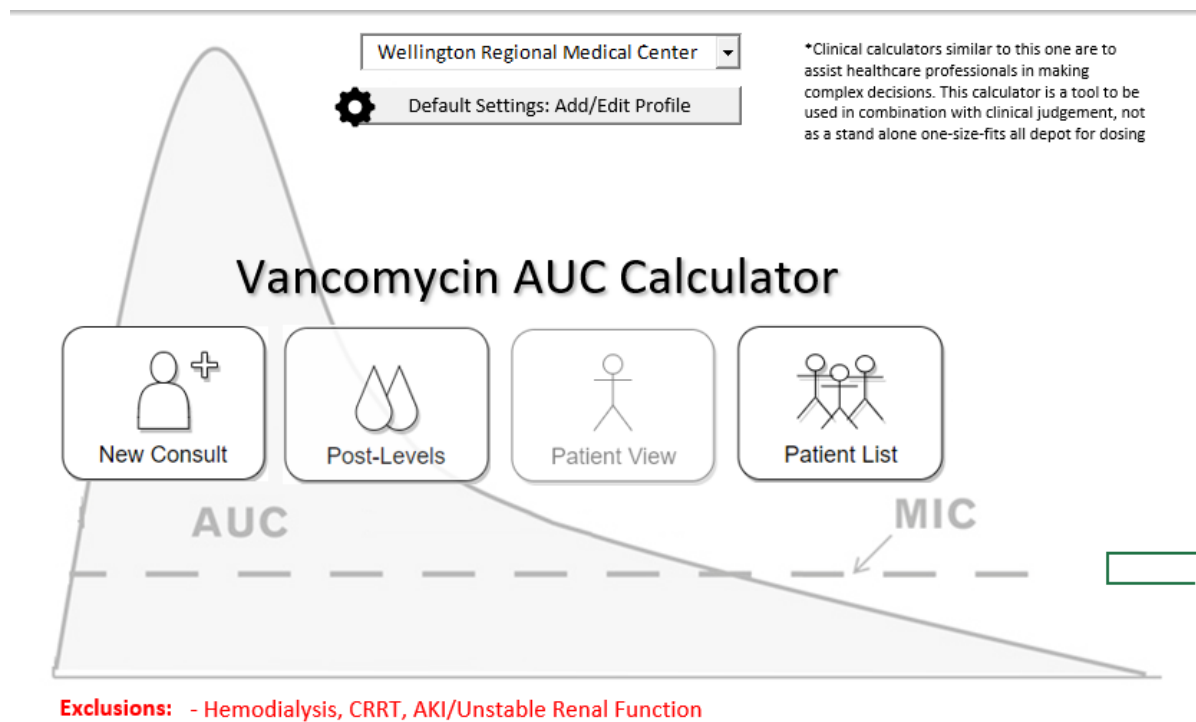 Wellington Regional Medical Center
Default Settings: Add/Edit Profile
*Clinical calculators similar to this one are to
assist healthcare professionals in making
complex decisions. This calculator is a tool to be
used in combination with clinical judgement, not
as a stand alone one-size-fits all depot for dosing
Vancomycin AUC Calculator
New Consult
Post-Levels
Patient View
Patient List
AUC
MIC
Exclusions: - Hemodialysis, CRRT, AKI/Unstable Renal Function